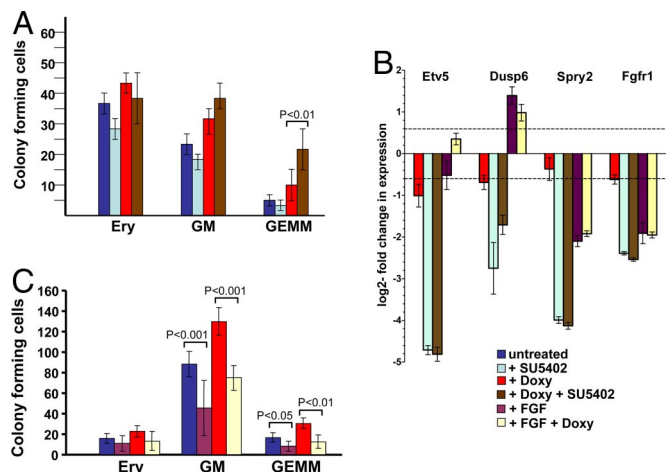 A
Colony forming cells
60
50
40
30
20
10
P<0.01
Ery GM GEMM
B
Etv5 Dusp6 Spry2 Fgfr1
log2- fold change in expression
2
1
0
-1
-2
-3
-4
-5
untreated
+ SU5402
+ Doxy
+ Doxy + SU5402
+ FGF
+ FGF + Doxy
C
Colony forming cells
160
140
120
100
80
60
40
20
0
P<0.001
P<0.001
P<0.05
P<0.01
Ery GM GEMM